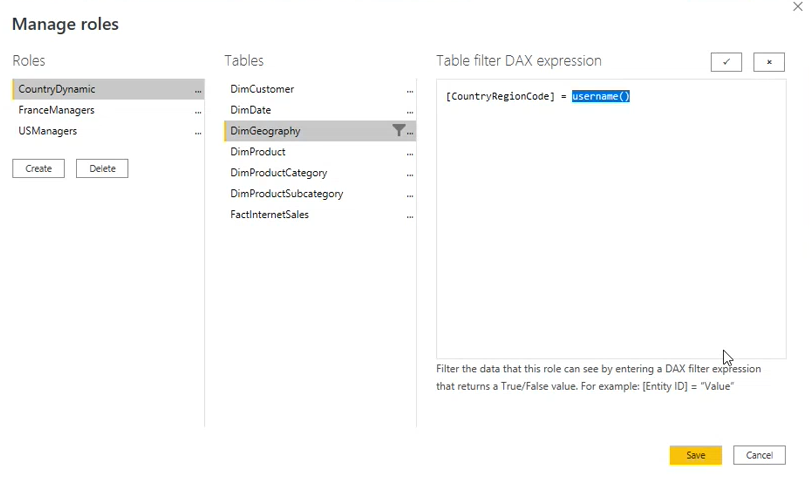 Manage roles
Roles
CountryDynamic ...
FranceManagers ...
USManagers ...
Create Delete
Tables
DimCustomer ...
DimDate ...
DimGeography ...
DimProduct ...
DimProductCategory ...
DimProductSubcategory ...
FactInternetSales ...
Table filter DAX expression
[CountryRegionCode] = username()
Filter the data that this role can see by entering a DAX filter expression
that returns a True/False value. For example: [Entity ID] = "Value"
Save Cancel